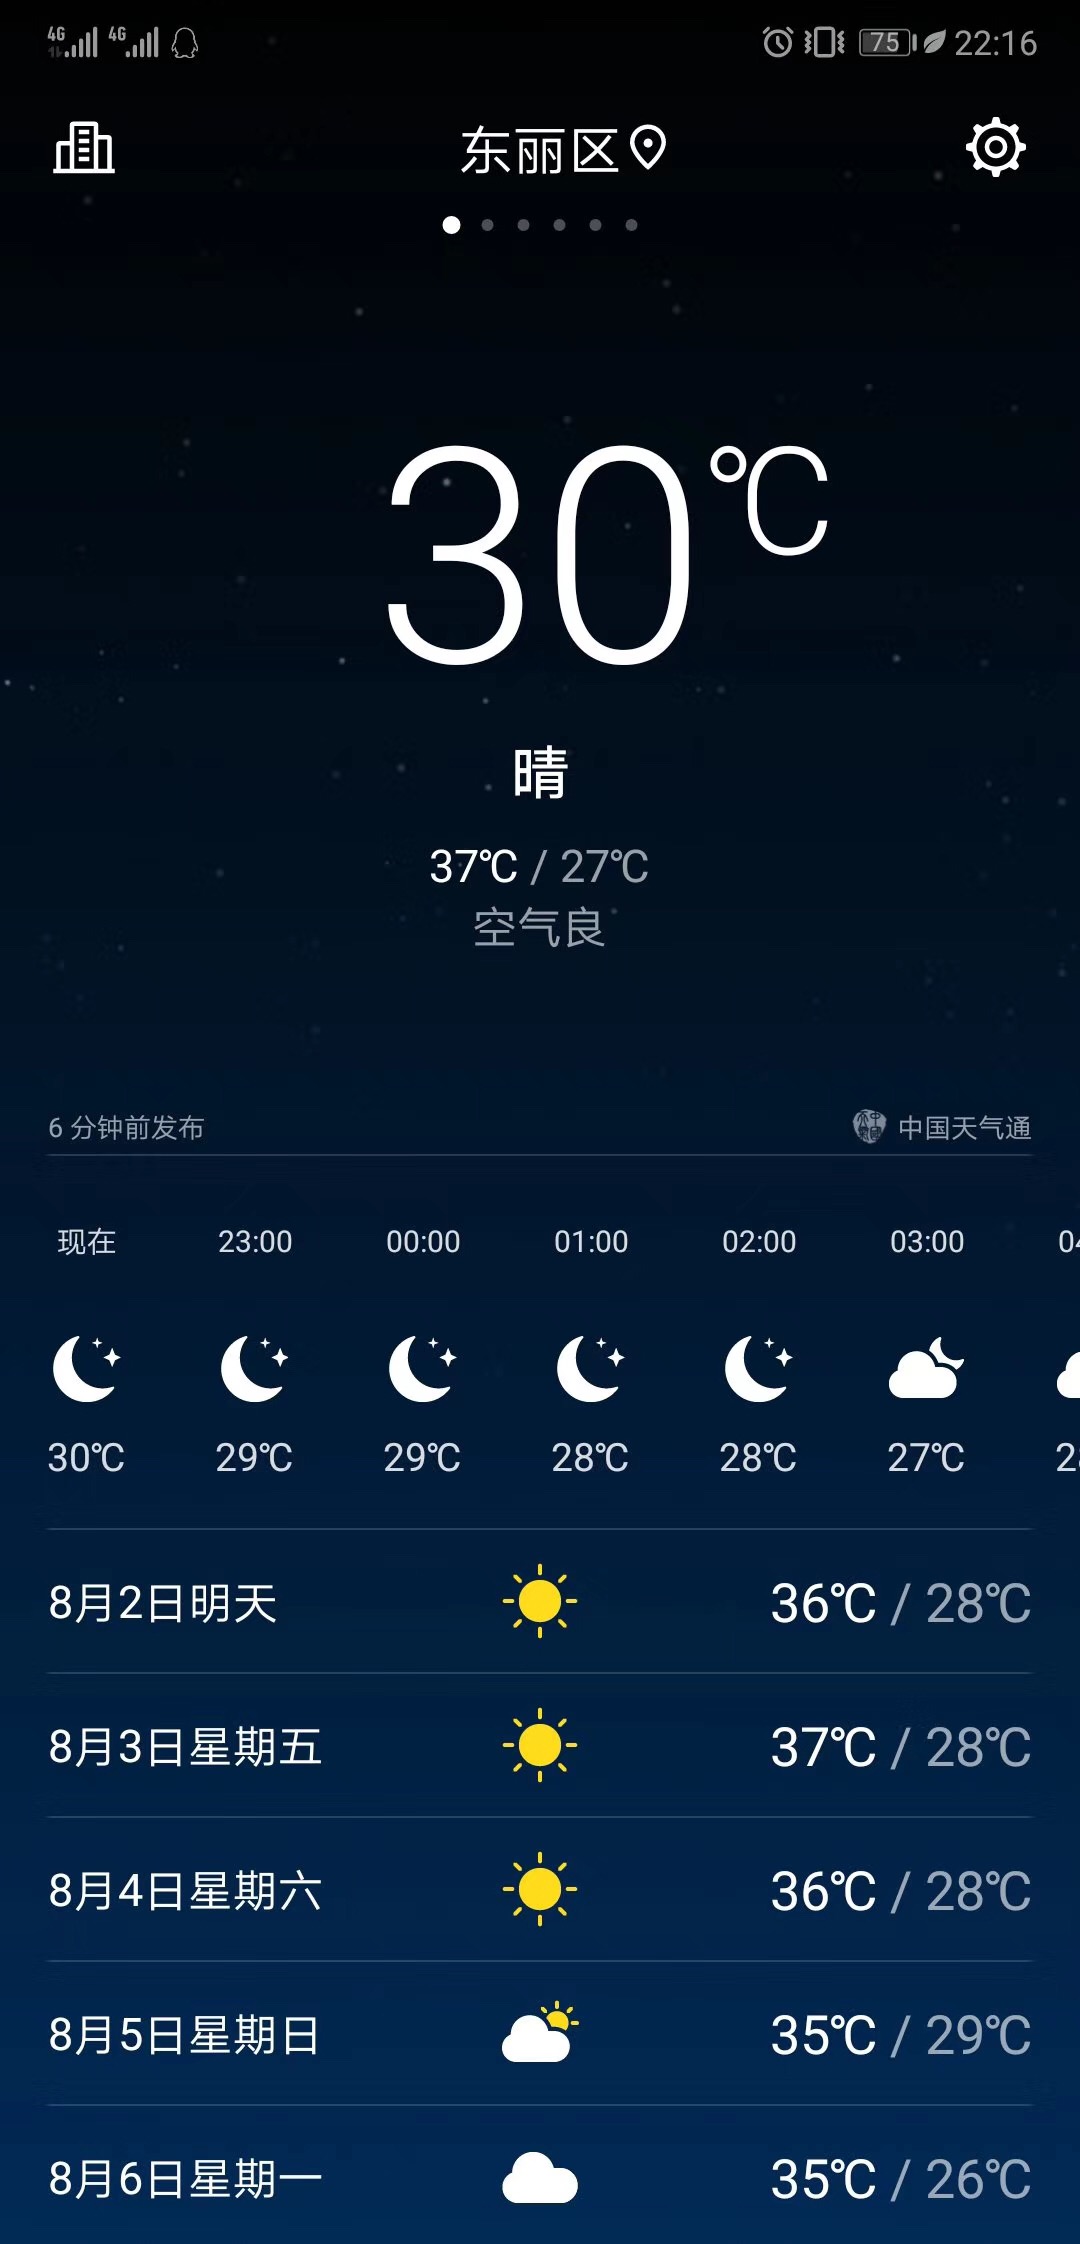 4G 4G 75 22:16
东丽区
30℃
晴
37℃ / 27℃
空气良
6 分钟前发布 中国天气通
现在 23:00 00:00 01:00 02:00 03:00
30℃ 29℃ 29℃ 28℃ 28℃ 27℃
8月2日明天 36℃ / 28℃
8月3日星期五 37℃ / 28℃
8月4日星期六 36℃ / 28℃
8月5日星期日 35℃ / 29℃
8月6日星期一 35℃ / 26℃